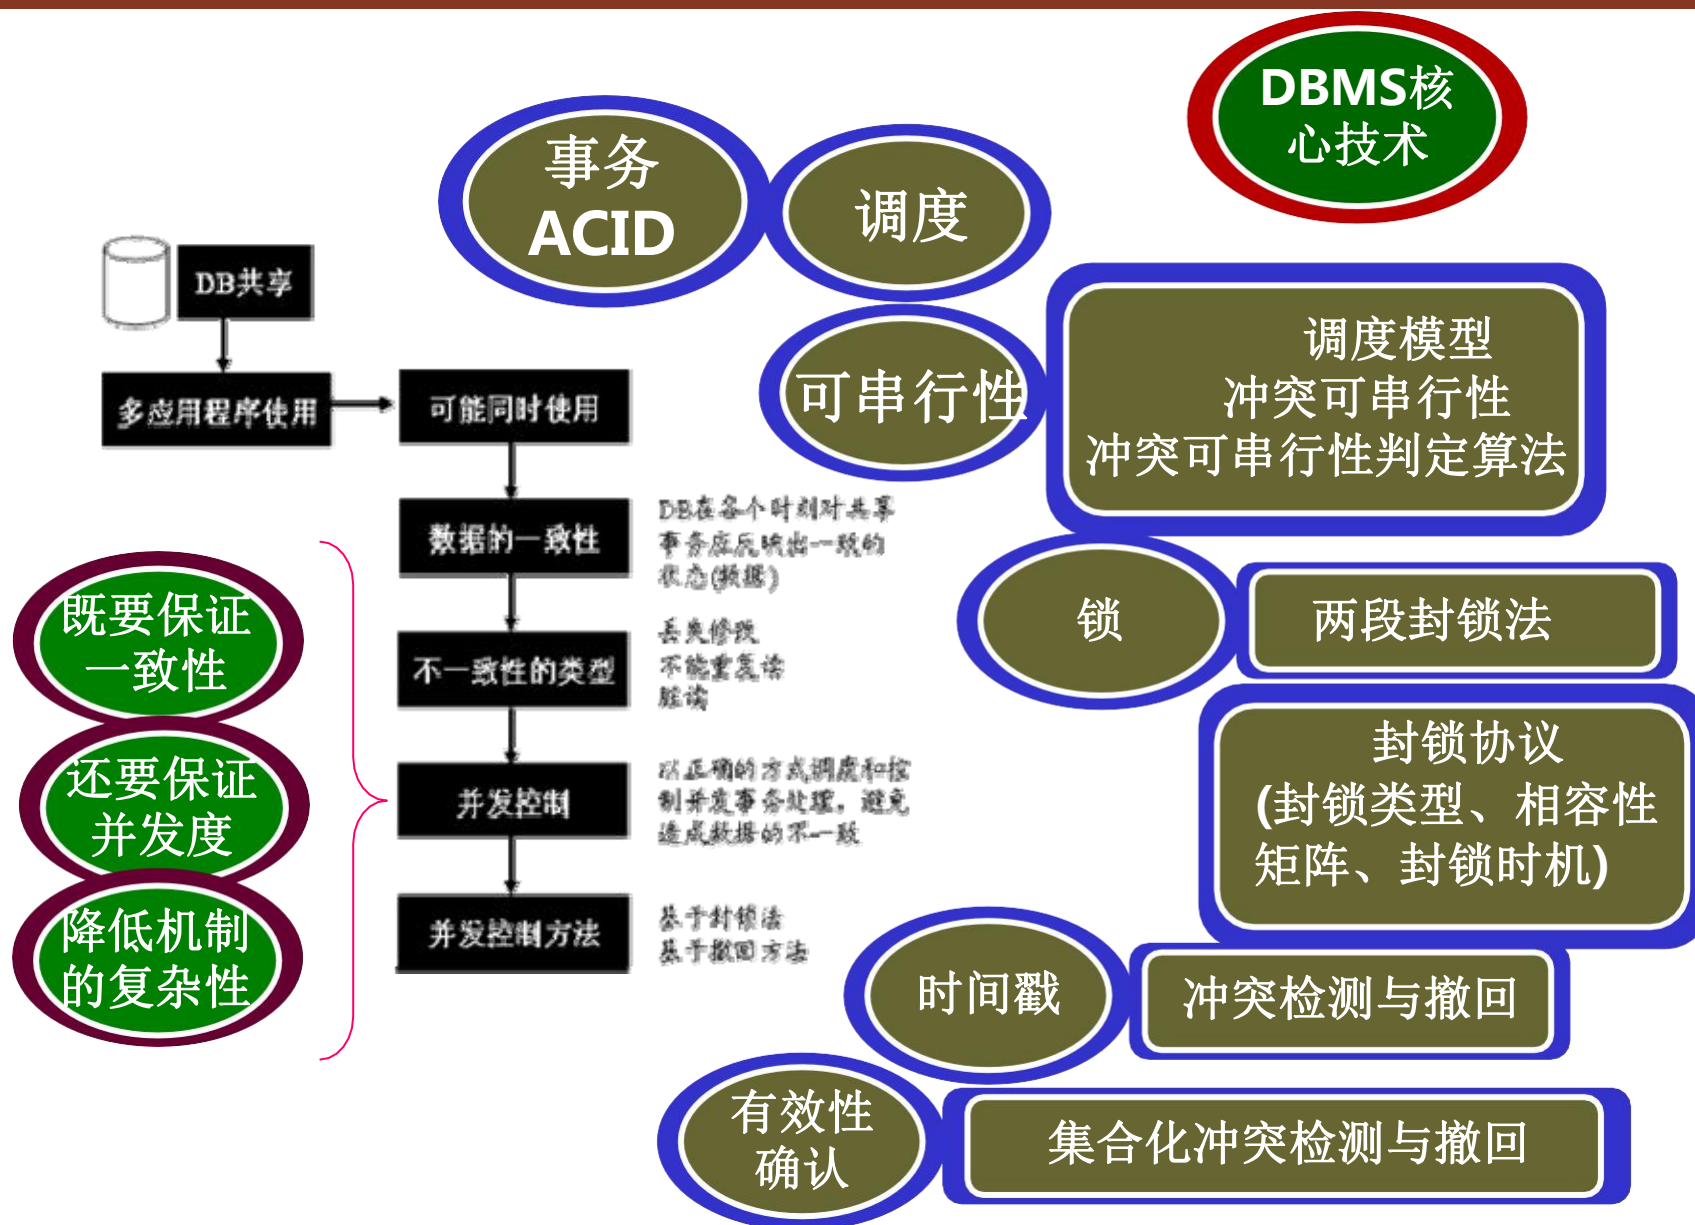 DBMS核
心技术
事务
ACID
调度
DB共享
可串行性
调度模型
冲突可串行性
冲突可串行性判定算法
多应用程序使用
可能同时使用
数据的一致性
DB在各个时刻对共享
事务应反映出一致的
状态(数据)
既要保证
一致性
不一致性的类型
丢失修改
不能重复读
脏读
锁
两段封锁法
还要保证
并发度
并发控制
以正确的方式调度和控
制并发事务处理，避免
造成数据的不一致
封锁协议
(封锁类型、相容性
矩阵、封锁时机)
降低机制
的复杂性
并发控制方法
基于封锁法
基于撤回方法
时间戳
冲突检测与撤回
有效性
确认
集合化冲突检测与撤回